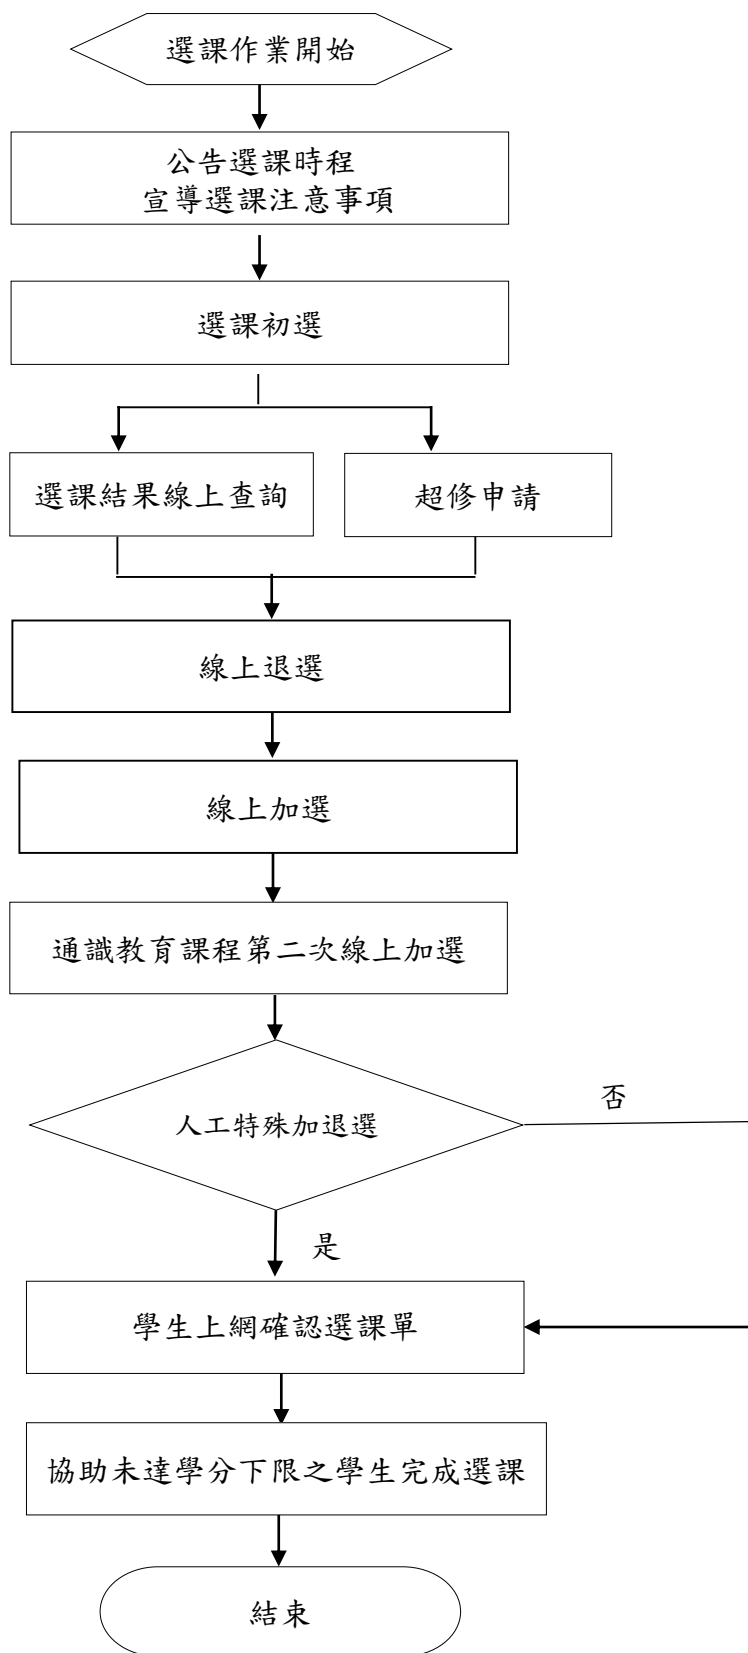 選課作業開始
公告選課時程
宣導選課注意事項
選課初選
選課結果線上查詢
超修申請
線上退選
線上加選
通識教育課程第二次線上加選
人工特殊加退選
否
是
學生上網確認選課單
協助未達學分下限之學生完成選課
結束